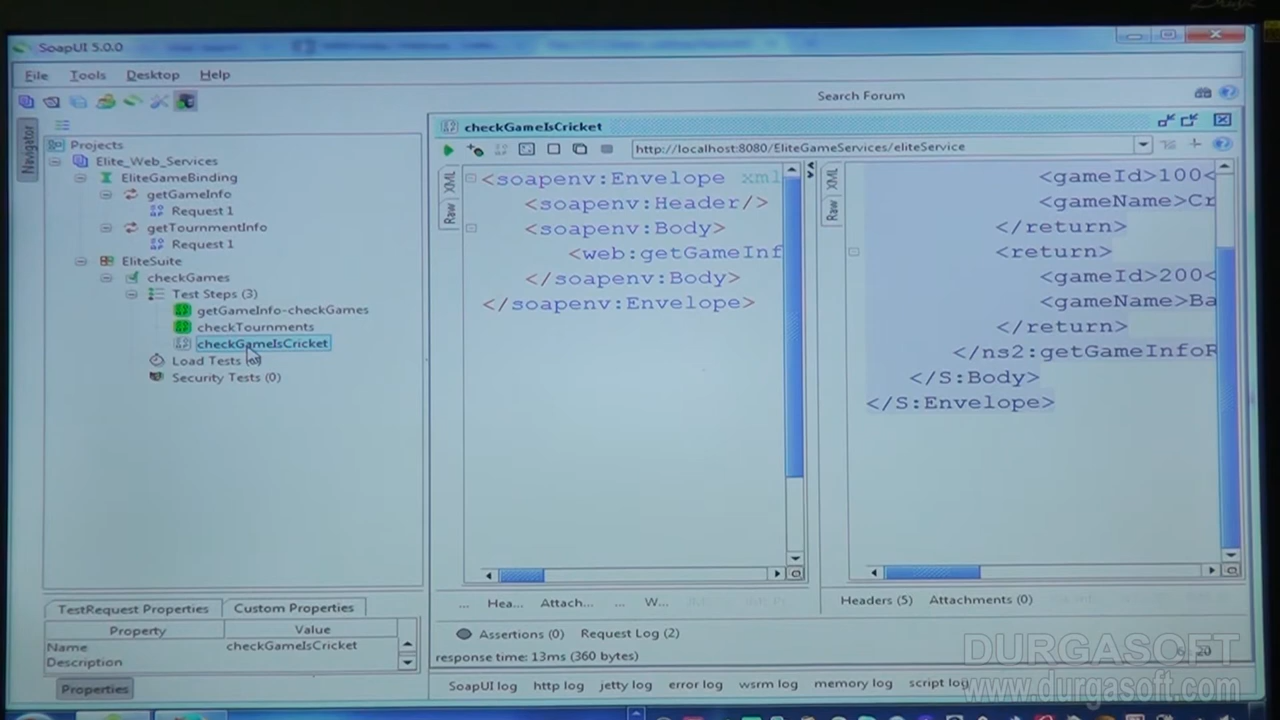 SoapUI 5.0.0
File Tools Desktop Help
Search Forum
Navigator
Projects
Elite_Web_Services
EliteGameBinding
getGameInfo
Request 1
getTournmentInfo
Request 1
EliteSuite
checkGames
Test Steps (3)
getGameInfo-checkGames
checkTournments
checkGameIsCricket
Load Tests
Security Tests (0)
TestRequest Properties
Custom Properties
Property Value
Name checkGameIsCricket
Description
Properties
checkGameIsCricket
http://localhost:8080/EliteGameServices/eliteService
XML
Raw
<soapenv:Envelope xml
<soapenv:Header/>
<soapenv:Body>
<web:getGameInf
</soapenv:Body>
</soapenv:Envelope>
XML
Raw
<gameId>100<
<gameName>Cr
</return>
<return>
<gameId>200<
<gameName>Ba
</return>
</ns2:getGameInfoR
</S:Body>
</S:Envelope>
... Hea... Attach... ... W...
Headers (5) Attachments (0)
Assertions (0) Request Log (2)
response time: 13ms (360 bytes)
SoapUI log http log jetty log error log wsrm log memory log script log
DURGASOFT
www.durgasoft.com